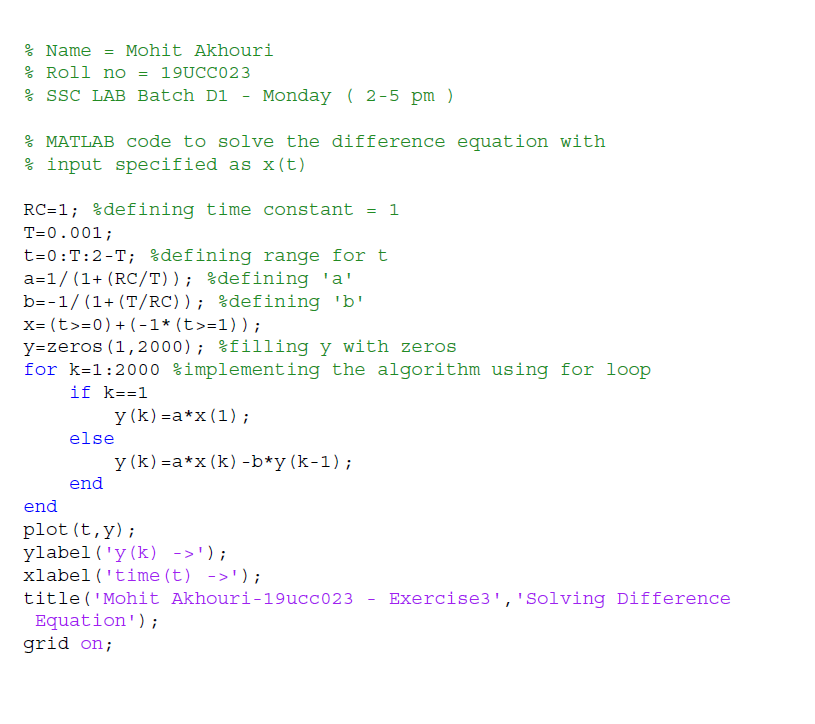 % Name = Mohit Akhouri
% Roll no = 19UCC023
% SSC LAB Batch D1 - Monday ( 2-5 pm )
% MATLAB code to solve the difference equation with
% input specified as x(t)
RC=1; %defining time constant = 1
T=0.001;
t=0:T:2-T; %defining range for t
a=1/(1+(RC/T)); %defining 'a'
b=-1/(1+(T/RC)); %defining 'b'
x=(t>=0)+(-1*(t>=1));
y=zeros(1,2000); %filling y with zeros
for k=1:2000 %implementing the algorithm using for loop
    if k==1
        y(k)=a*x(1);
    else
        y(k)=a*x(k)-b*y(k-1);
    end
end
plot(t,y);
ylabel('y(k) ->');
xlabel('time(t) ->');
title('Mohit Akhouri-19ucc023 - Exercise3','Solving Difference
 Equation');
grid on;